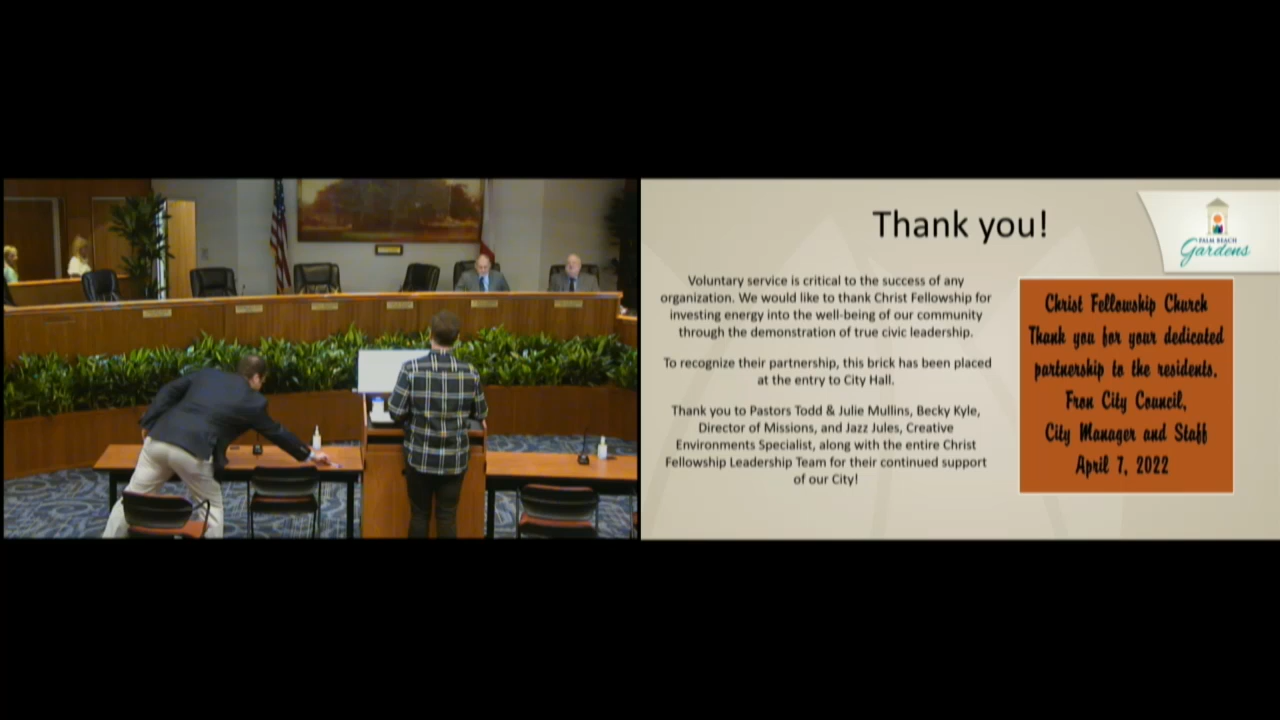 Thank you!
PALM BEACH
Gardens
Voluntary service is critical to the success of any
organization. We would like to thank Christ Fellowship for
investing energy into the well-being of our community
through the demonstration of true civic leadership.
To recognize their partnership, this brick has been placed
at the entry to City Hall.
Thank you to Pastors Todd & Julie Mullins, Becky Kyle,
Director of Missions, and Jazz Jules, Creative
Environments Specialist, along with the entire Christ
Fellowship Leadership Team for their continued support
of our City!
Christ Fellowship Church
Thank you for your dedicated
partnership to the residents.
Fron City Council,
City Manager and Staff
April 7, 2022